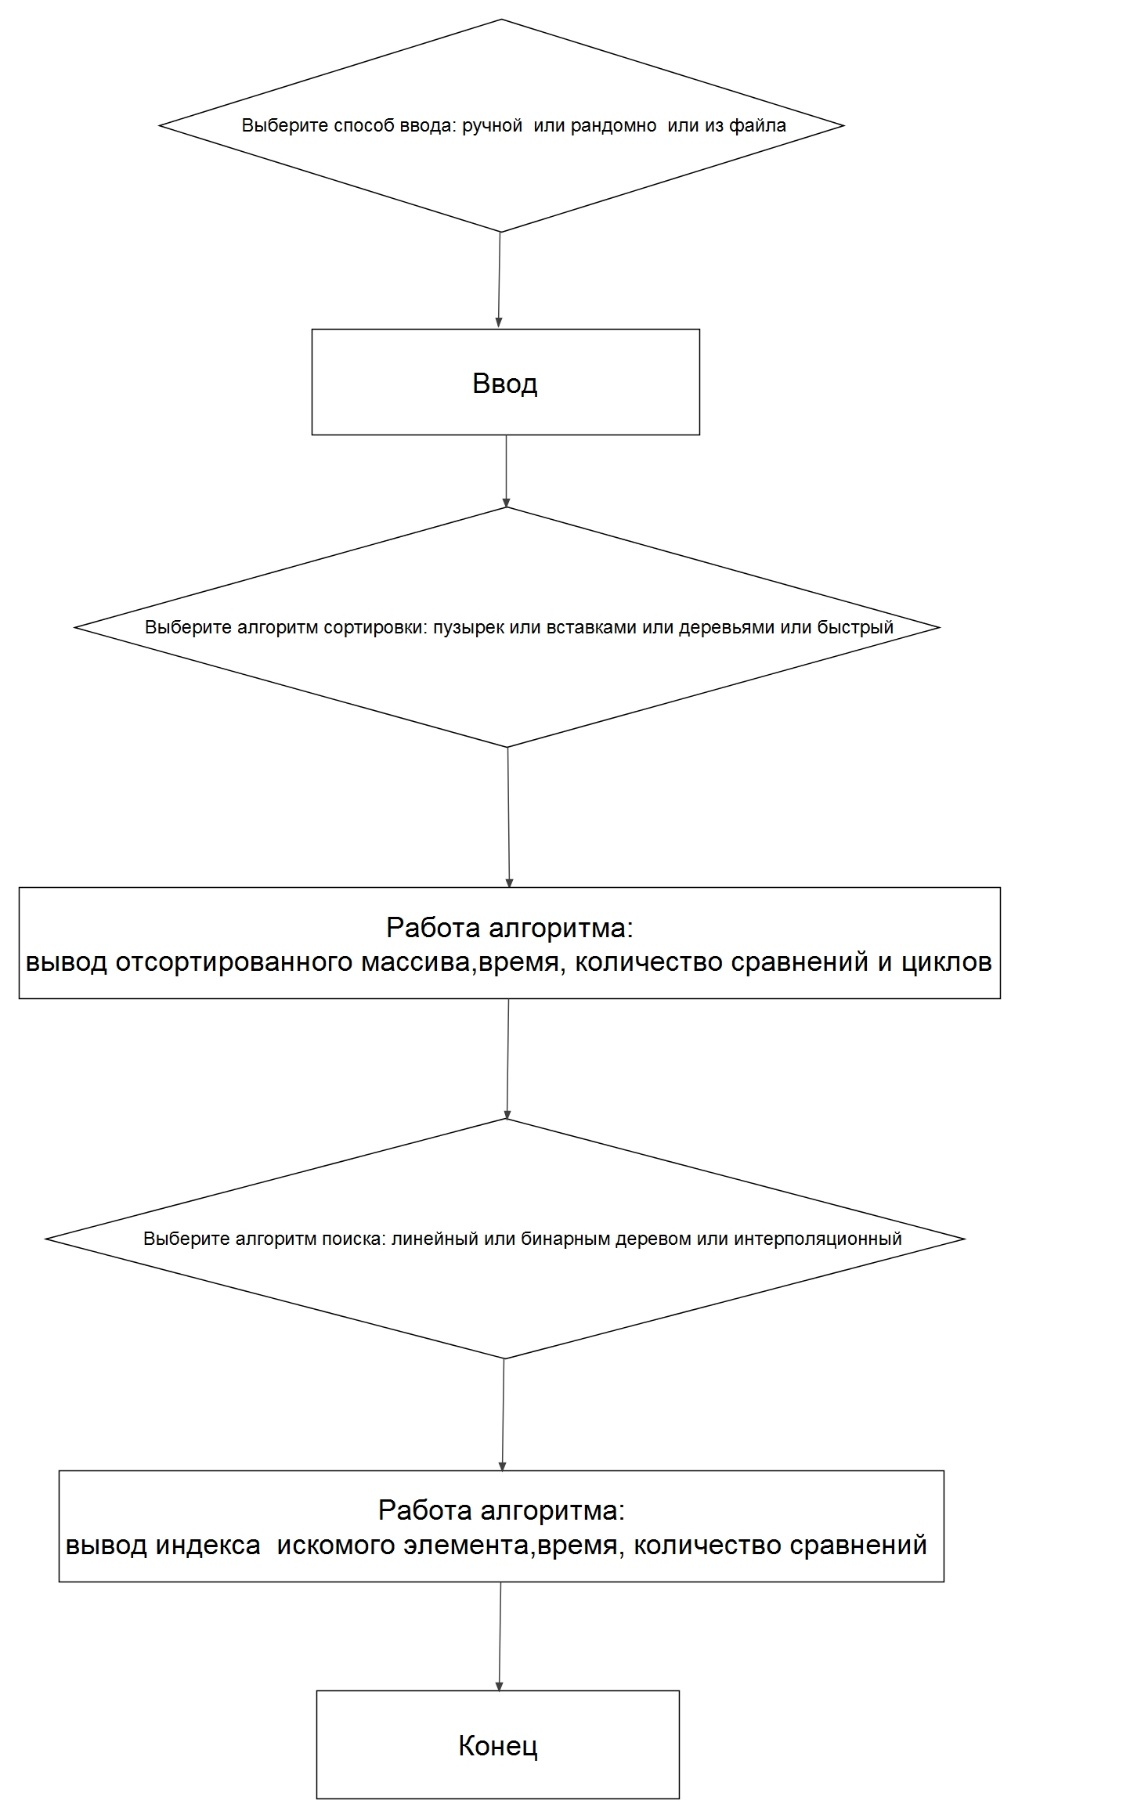 Выберите способ ввода: ручной  или рандомно  или из файла
Ввод
Выберите алгоритм сортировки: пузырек или вставками или деревьями или быстрый
Работа алгоритма:
вывод отсортированного массива,время, количество сравнений и циклов
Выберите алгоритм поиска: линейный или бинарным деревом или интерполяционный
Работа алгоритма:
вывод индекса  искомого элемента,время, количество сравнений
Конец